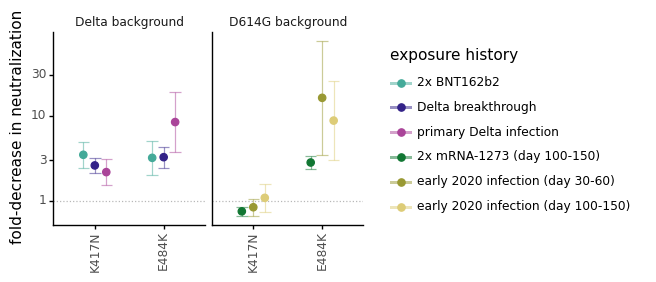 Delta background
D614G background
fold-decrease in neutralization
30
10
3
1
K417N
E484K
K417N
E484K
exposure history
2x BNT162b2
Delta breakthrough
primary Delta infection
2x mRNA-1273 (day 100-150)
early 2020 infection (day 30-60)
early 2020 infection (day 100-150)